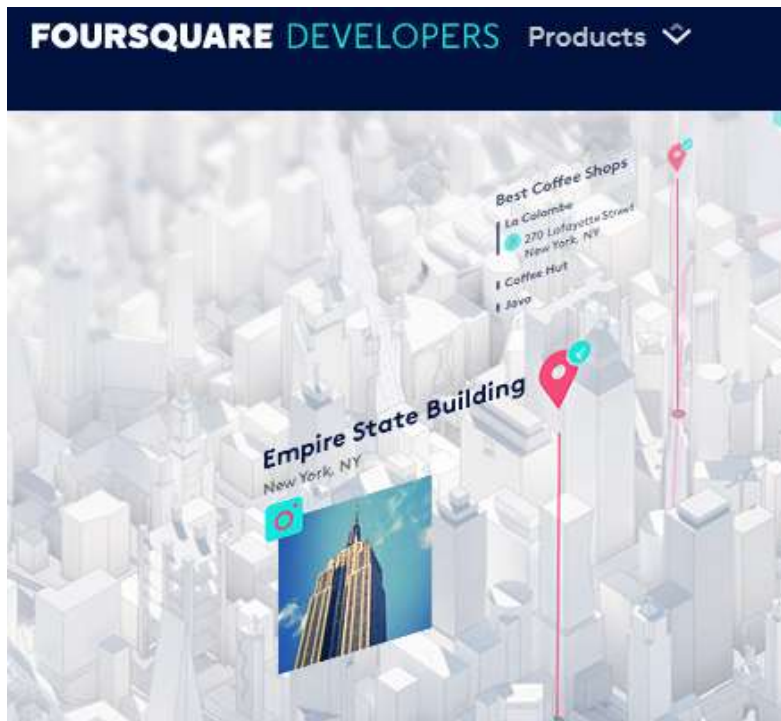 FOURSQUARE DEVELOPERS Products
Best Coffee Shops
La Colombe
270 Lafayette Street
New York, NY
Coffee Hut
Java
Empire State Building
New York, NY